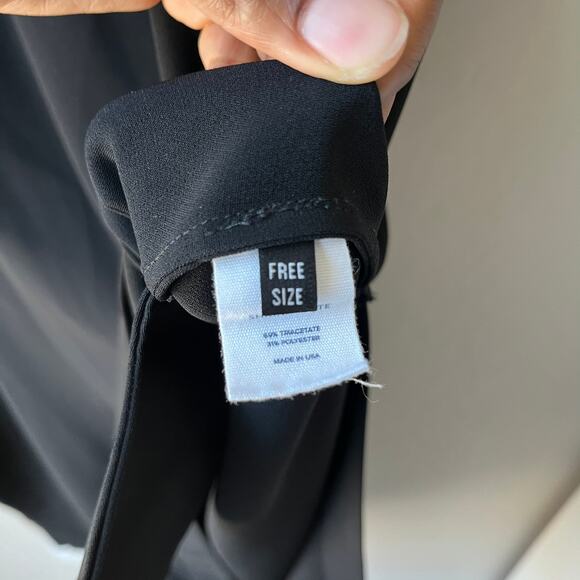 FREE
SIZE
69% TRIACETATE
31% POLYESTER
MADE IN USA